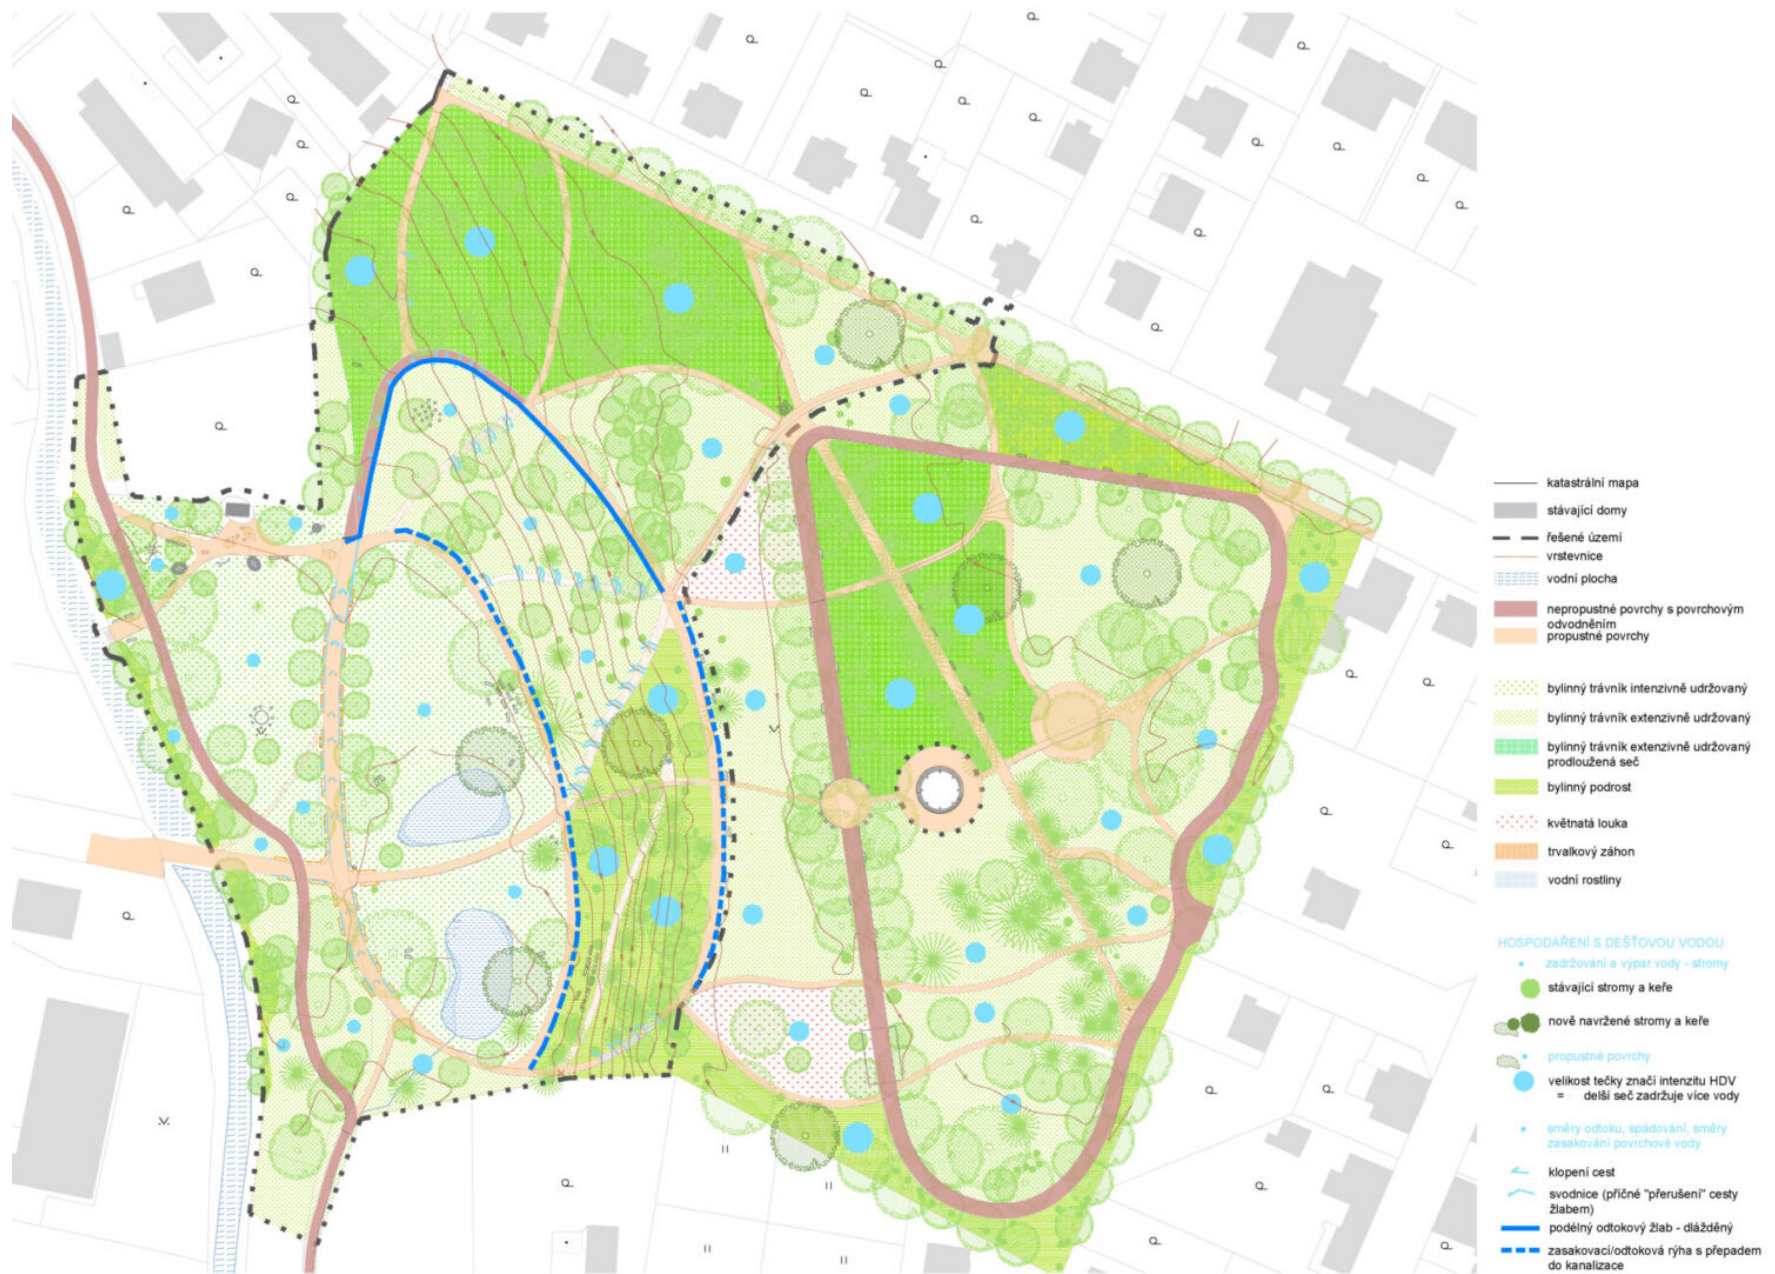 katastrální mapa
stávající domy
řešené území
vrstevnice
vodní plocha
nepropustné povrchy s povrchovým
odvodněním
propustné povrchy
bylinný trávník intenzivně udržovaný
bylinný trávník extenzivně udržovaný
bylinný trávník extenzivně udržovaný
prodloužená seč
bylinný podrost
květnatá louka
trvalkový záhon
vodní rostliny
HOSPODAŘENÍ S DEŠŤOVOU VODOU
zadržování a výpar vody - stromy
stávající stromy a keře
nově navržené stromy a keře
propustné povrchy
velikost tečky značí intenzitu HDV
= delší seč zadržuje více vody
směry odtoku, spádování, směry
zasakování povrchové vody
klopení cest
svodnice (příčné "přerušení" cesty
žlabem)
podélný odtokový žlab - dlážděný
zasakovací/odtoková rýha s přepadem
do kanalizace